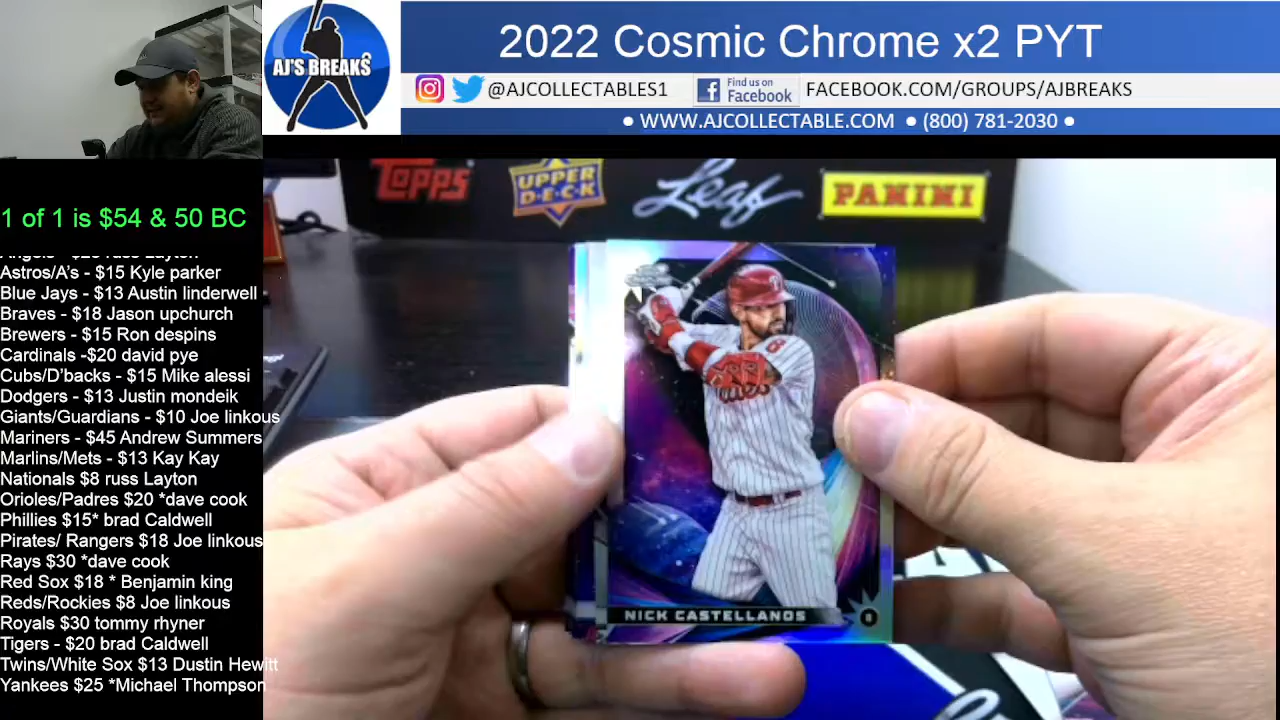 AJ'S BREAKS
2022 Cosmic Chrome x2 PYT
@AJCOLLECTABLES1
Find us on
Facebook
FACEBOOK.COM/GROUPS/AJBREAKS
● WWW.AJCOLLECTABLE.COM ● (800) 781-2030 ●
1 of 1 is $54 & 50 BC
Astros/A's - $15 Kyle parker
Blue Jays - $13 Austin linderwell
Braves - $18 Jason upchurch
Brewers - $15 Ron despins
Cardinals -$20 david pye
Cubs/D'backs - $15 Mike alessi
Dodgers - $13 Justin mondeik
Giants/Guardians - $10 Joe linkous
Mariners - $45 Andrew Summers
Marlins/Mets - $13 Kay Kay
Nationals $8 russ Layton
Orioles/Padres $20 *dave cook
Phillies $15* brad Caldwell
Pirates/ Rangers $18 Joe linkous
Rays $30 *dave cook
Red Sox $18 * Benjamin king
Reds/Rockies $8 Joe linkous
Royals $30 tommy rhyner
Tigers - $20 brad Caldwell
Twins/White Sox $13 Dustin Hewitt
Yankees $25 *Michael Thompson
TOPPS
UPPER
D·E·C·K
Leaf
PANINI
8
NICK CASTELLANOS